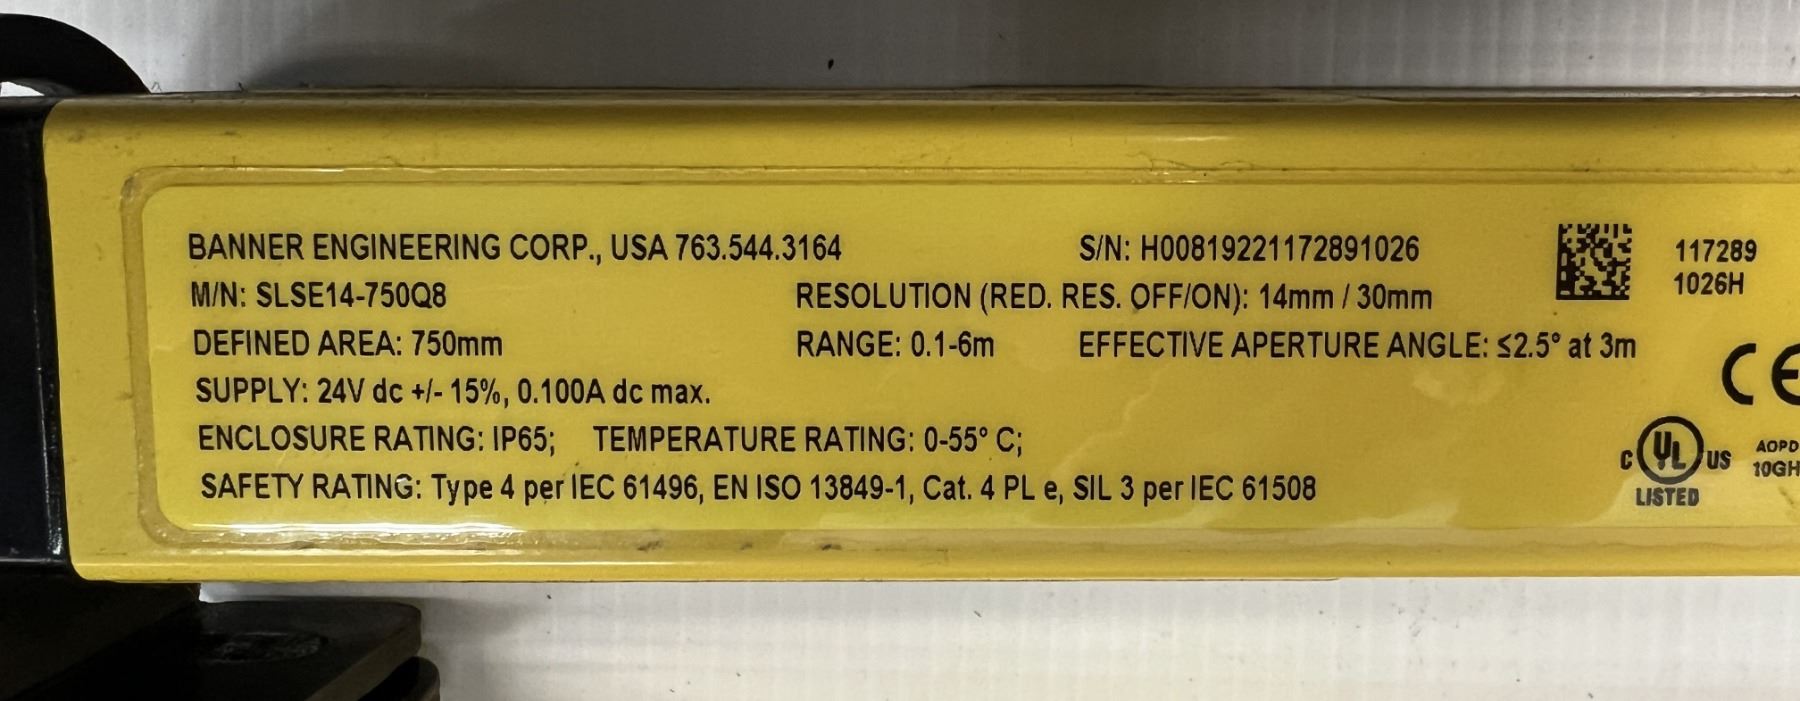 BANNER ENGINEERING CORP., USA 763.544.3164 S/N: H00819221172891026
117289
1026H
M/N: SLSE14-750Q8 RESOLUTION (RED. RES. OFF/ON): 14mm / 30mm
DEFINED AREA: 750mm RANGE: 0.1-6m EFFECTIVE APERTURE ANGLE: ≤2.5° at 3m
CE
SUPPLY: 24V dc +/- 15%, 0.100A dc max.
ENCLOSURE RATING: IP65; TEMPERATURE RATING: 0-55° C;
SAFETY RATING: Type 4 per IEC 61496, EN ISO 13849-1, Cat. 4 PL e, SIL 3 per IEC 61508
C UL US
LISTED
AOPD
10GH